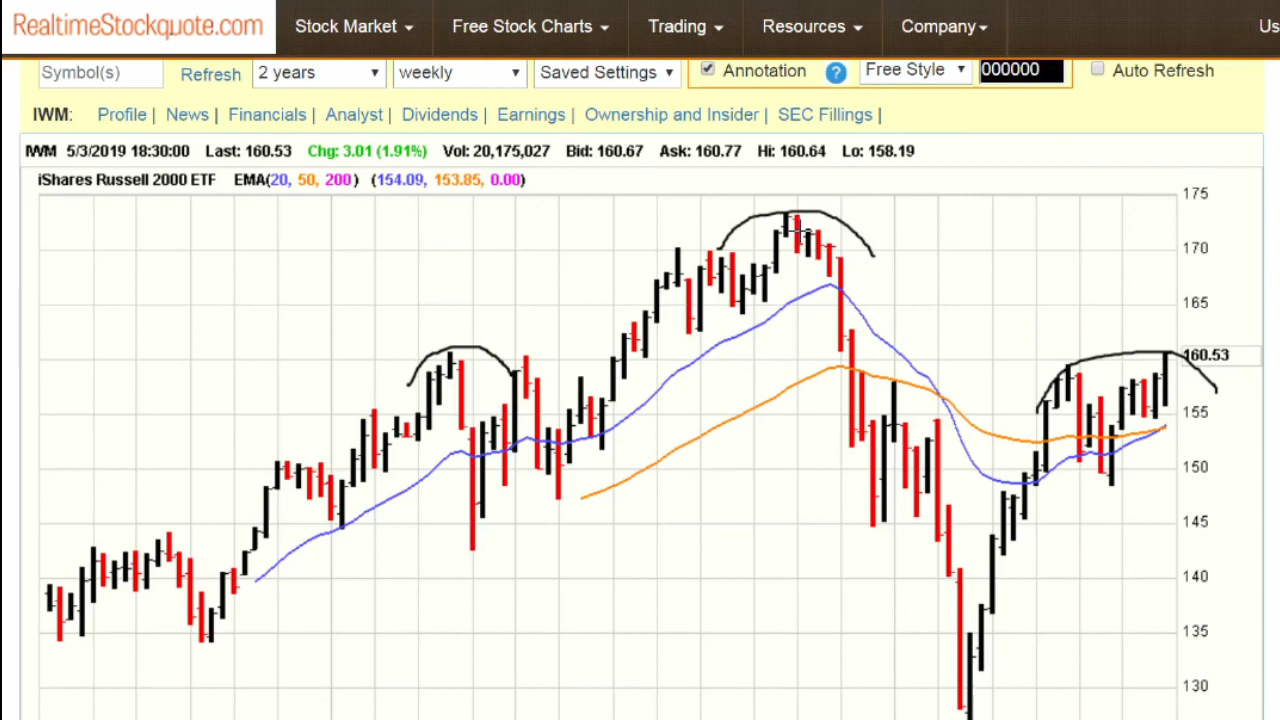 RealtimeStockquote.com Stock Market Free Stock Charts Trading Resources Company Us
Symbol(s) Refresh 2 years weekly Saved Settings Annotation ? Free Style 000000 Auto Refresh
IWM: Profile | News | Financials | Analyst | Dividends | Earnings | Ownership and Insider | SEC Fillings |
IWM 5/3/2019 18:30:00 Last: 160.53 Chg: 3.01 (1.91%) Vol: 20,175,027 Bid: 160.67 Ask: 160.77 Hi: 160.64 Lo: 158.19
iShares Russell 2000 ETF EMA(20, 50, 200) (154.09, 153.85, 0.00)
175
170
165
160.53
155
150
145
140
135
130